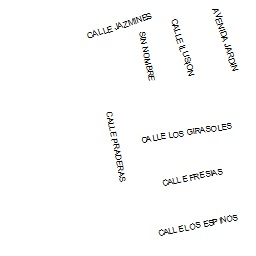 CALLE JAZMINES
SIN NOMBRE
CALLE ILUSION
AVENIDA JARDIN
CALLE PRADERAS
CALLE LOS GIRASOLES
CALLE FRESIAS
CALLE LOS ESPINOS